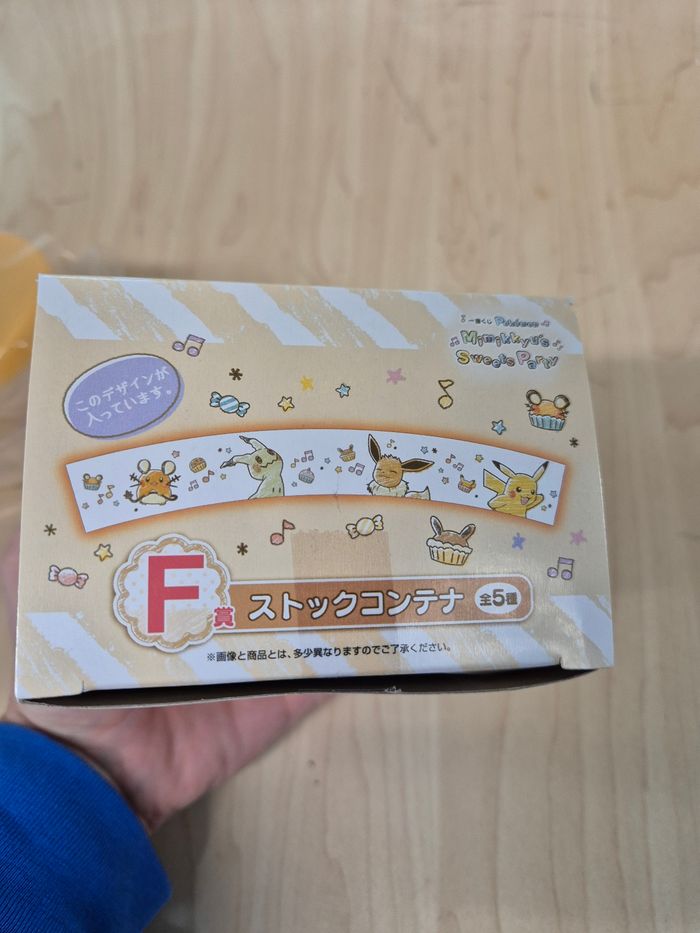 一番くじ Pokémon
Mimikkyu's
Sweets Party
このデザインが
入っています。
F賞 ストックコンテナ 全5種
※画像と商品とは、多少異なりますのでご了承ください。